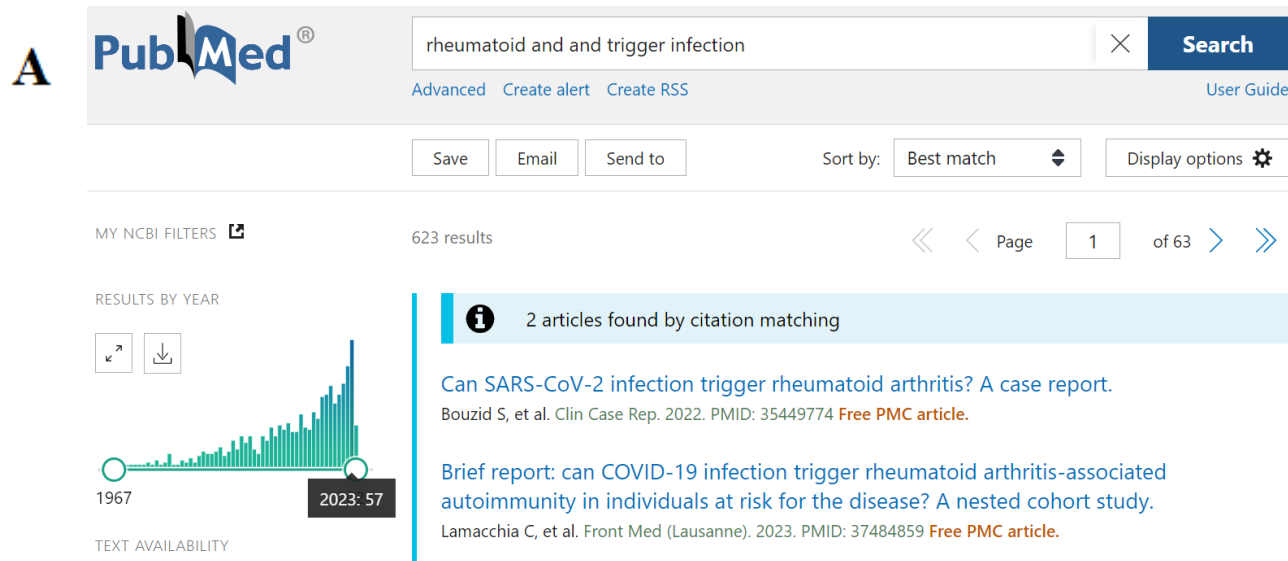 A
PubMed®
rheumatoid and and trigger infection
Search
Advanced Create alert Create RSS
User Guide
Save Email Send to
Sort by: Best match
Display options
MY NCBI FILTERS
623 results
Page 1 of 63
RESULTS BY YEAR
2 articles found by citation matching
Can SARS-CoV-2 infection trigger rheumatoid arthritis? A case report.
Bouzid S, et al. Clin Case Rep. 2022. PMID: 35449774 Free PMC article.
Brief report: can COVID-19 infection trigger rheumatoid arthritis-associated
autoimmunity in individuals at risk for the disease? A nested cohort study.
Lamacchia C, et al. Front Med (Lausanne). 2023. PMID: 37484859 Free PMC article.
1967
2023: 57
TEXT AVAILABILITY